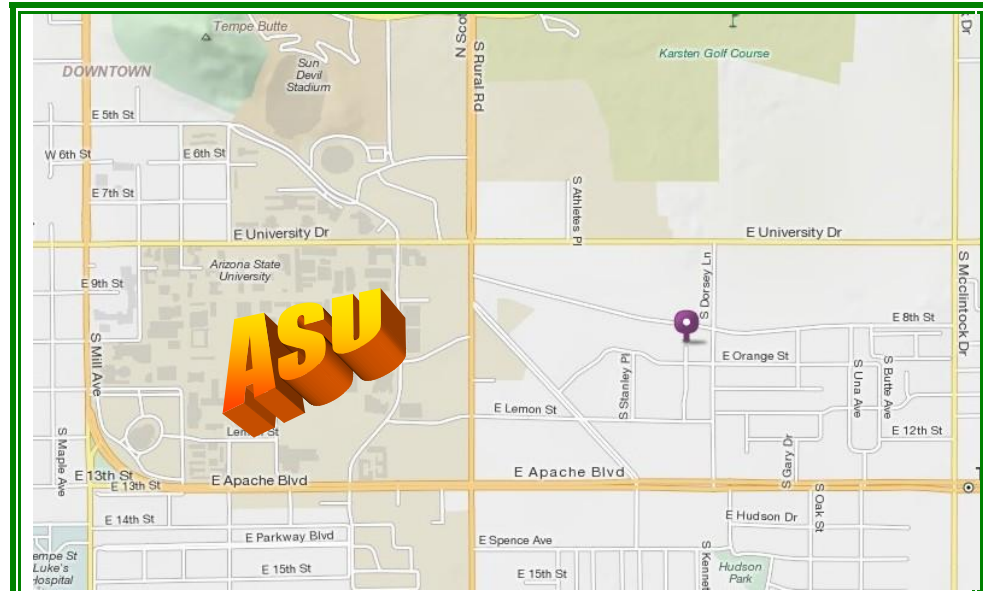 Tempe Butte
N Scot
S Rural Rd
Karsten Golf Course
Dr
DOWNTOWN
Sun
Devil
Stadium
E 5th St
W 6th St
E 6th St
E 7th St
S Athletes Pl
E University Dr
E University Dr
Arizona State
University
E 9th St
S Dorsey Ln
S Mcclintock Dr
ASU
E 8th St
S Mill Ave
E Orange St
S Stanley Pl
S Una Ave
S Butte Ave
E Lemon St
E 12th St
S Maple Ave
S Gary Dr
E 13th St
E 13th St
E Apache Blvd
E Apache Blvd
S Oak St
E 14th St
E Hudson Dr
E Parkway Blvd
E Spence Ave
empe St
Luke's
Hospital
E 15th St
E 15th St
S Kennet
Hudson
Park